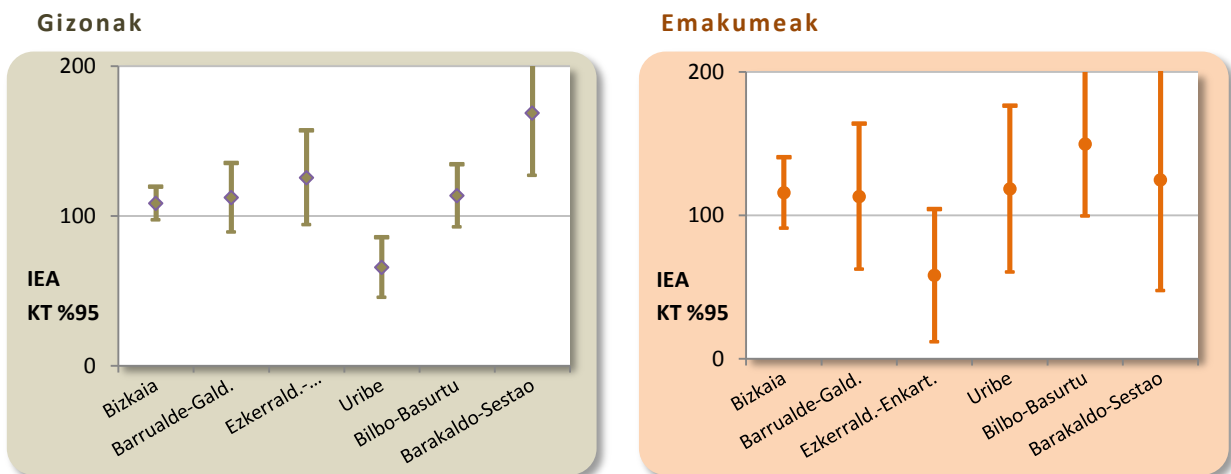 Gizonak
200
100
IEA
KT %95
0
Bizkaia
Barrualde-Gald.
Ezkerrald.-...
Uribe
Bilbo-Basurtu
Barakaldo-Sestao
Emakumeak
200
100
IEA
KT %95
0
Bizkaia
Barrualde-Gald.
Ezkerrald.-Enkart.
Uribe
Bilbo-Basurtu
Barakaldo-Sestao